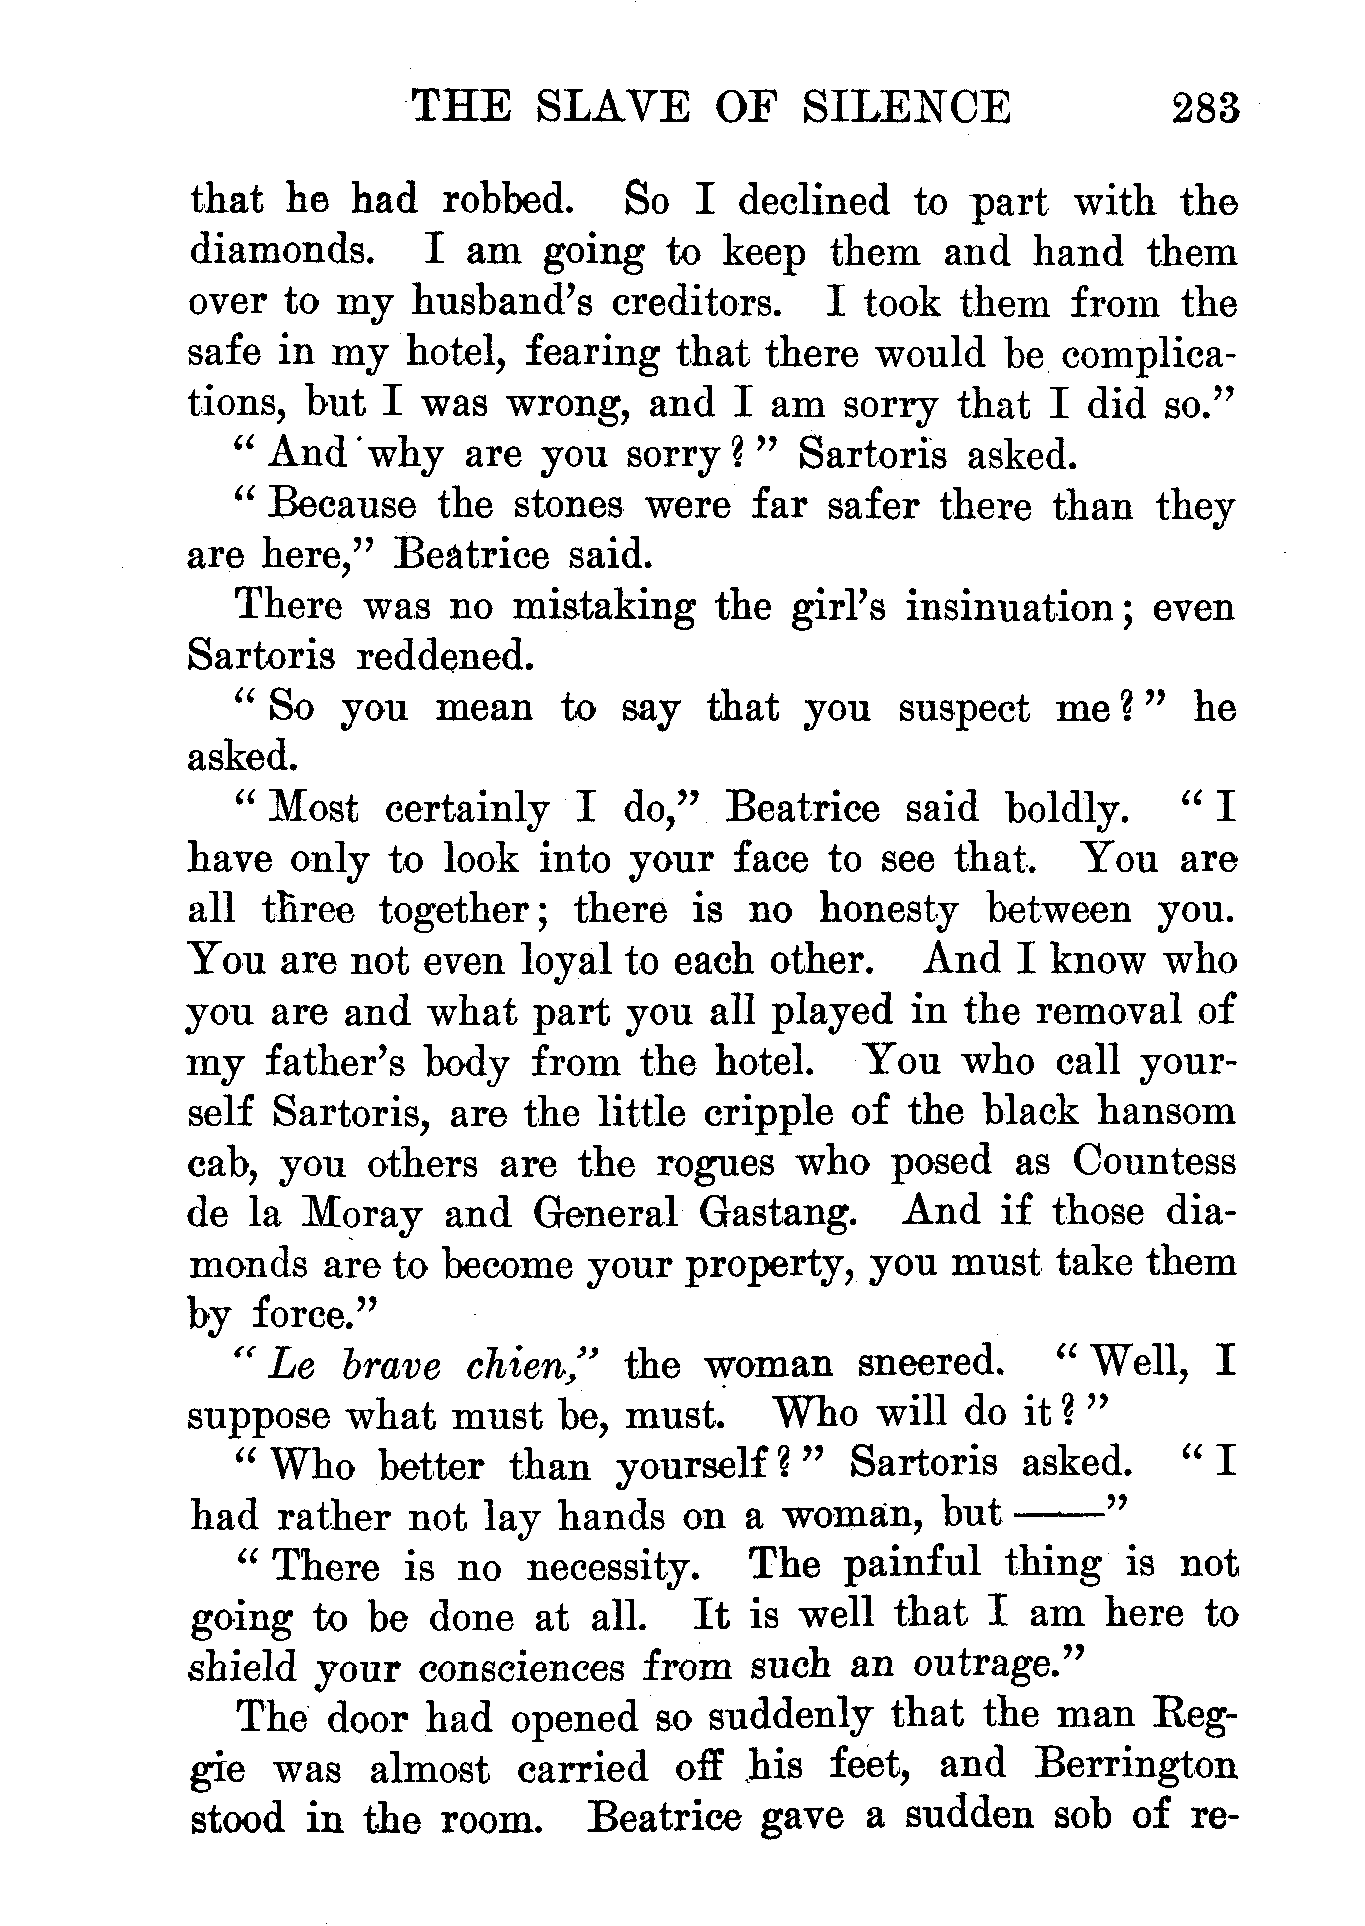 THE SLAVE OF SILENCE 283
that he had robbed. So I declined to part with the
diamonds. I am going to keep them and hand them
over to my husband's creditors. I took them from the
safe in my hotel, fearing that there would be complica-
tions, but I was wrong, and I am sorry that I did so."
"And why are you sorry?" Sartoris asked.
"Because the stones were far safer there than they
are here," Beatrice said.
There was no mistaking the girl's insinuation; even
Sartoris reddened.
"So you mean to say that you suspect me?" he
asked.
"Most certainly I do," Beatrice said boldly. "I
have only to look into your face to see that. You are
all three together; there is no honesty between you.
You are not even loyal to each other. And I know who
you are and what part you all played in the removal of
my father's body from the hotel. You who call your-
self Sartoris, are the little cripple of the black hansom
cab, you others are the rogues who posed as Countess
de la Moray and General Gastang. And if those dia-
monds are to become your property, you must take them
by force."
"Le brave chien," the woman sneered. "Well, I
suppose what must be, must. Who will do it?"
"Who better than yourself?" Sartoris asked. "I
had rather not lay hands on a woman, but ——"
"There is no necessity. The painful thing is not
going to be done at all. It is well that I am here to
shield your consciences from such an outrage."
The door had opened so suddenly that the man Reg-
gie was almost carried off his feet, and Berrington
stood in the room. Beatrice gave a sudden sob of re-